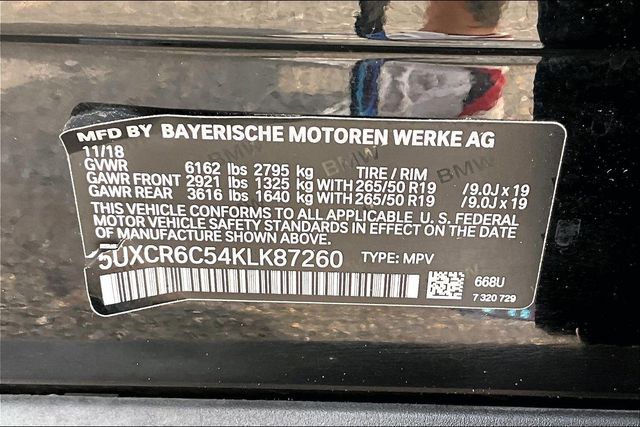 MFD BY BAYERISCHE MOTOREN WERKE AG
11/18
GVWR 6162 lbs 2795 kg TIRE / RIM
GAWR FRONT 2921 lbs 1325 kg WITH 265/50 R19 /9.0J x 19
GAWR REAR 3616 lbs 1640 kg WITH 265/50 R19 /9.0J x 19
THIS VEHICLE CONFORMS TO ALL APPLICABLE U. S. FEDERAL
MOTOR VEHICLE SAFETY STANDARDS IN EFFECT ON THE DATE
OF MANUFACTURE SHOWN ABOVE.
5UXCR6C54KLK87260 TYPE: MPV
668U
7 320 729
BMW
BMW